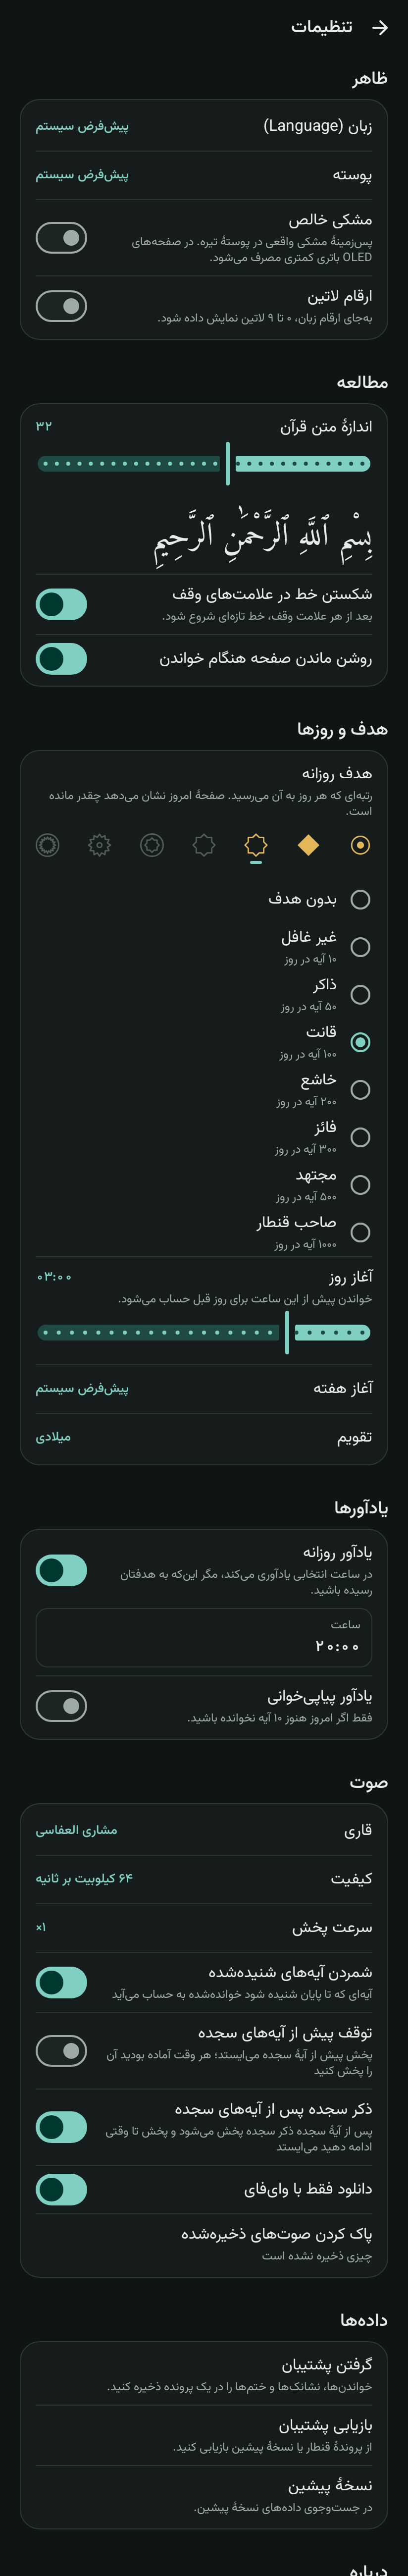 تنظیمات
ظاهر
زبان (Language)
پیش‌فرض سیستم
پوسته
پیش‌فرض سیستم
مشکی خالص
پس‌زمینهٔ مشکی واقعی در پوستهٔ تیره. در صفحه‌های
OLED باتری کمتری مصرف می‌شود.
ارقام لاتین
به‌جای ارقام زبان، ۰ تا ۹ لاتین نمایش داده شود.
مطالعه
اندازهٔ متن قرآن
۳۲
بِسْمِ ٱللَّهِ ٱلرَّحْمَٰنِ ٱلرَّحِيمِ
شکستن خط در علامت‌های وقف
بعد از هر علامت وقف، خط تازه‌ای شروع شود.
روشن ماندن صفحه هنگام خواندن
هدف و روزها
هدف روزانه
رتبه‌ای که هر روز به آن می‌رسید. صفحهٔ امروز نشان می‌دهد چقدر مانده
است.
بدون هدف
غیر غافل
۱۰ آیه در روز
ذاکر
۵۰ آیه در روز
قانت
۱۰۰ آیه در روز
خاشع
۲۰۰ آیه در روز
فائز
۳۰۰ آیه در روز
مجتهد
۵۰۰ آیه در روز
صاحب قنطار
۱۰۰۰ آیه در روز
آغاز روز
۰۳:۰۰
خواندن پیش از این ساعت برای روز قبل حساب می‌شود.
آغاز هفته
پیش‌فرض سیستم
تقویم
میلادی
یادآورها
یادآور روزانه
در ساعت انتخابی یادآوری می‌کند، مگر این‌که به هدفتان
رسیده باشید.
ساعت
۲۰:۰۰
یادآور پیاپی‌خوانی
فقط اگر امروز هنوز ۱۰ آیه نخوانده باشید.
صوت
قاری
مشاری العفاسی
کیفیت
۶۴ کیلوبیت بر ثانیه
سرعت پخش
۱×
شمردن آیه‌های شنیده‌شده
آیه‌ای که تا پایان شنیده شود خوانده‌شده به حساب می‌آید
توقف پیش از آیه‌های سجده
پخش پیش از آیهٔ سجده می‌ایستد؛ هر وقت آماده بودید آن
را پخش کنید
ذکر سجده پس از آیه‌های سجده
پس از آیهٔ سجده ذکر سجده پخش می‌شود و پخش تا وقتی
ادامه دهید می‌ایستد
دانلود فقط با وای‌فای
پاک کردن صوت‌های ذخیره‌شده
چیزی ذخیره نشده است
داده‌ها
گرفتن پشتیبان
خواندن‌ها، نشانک‌ها و ختم‌ها را در یک پرونده ذخیره کنید.
بازیابی پشتیبان
از پروندهٔ قنطار یا نسخهٔ پیشین بازیابی کنید.
نسخهٔ پیشین
در جست‌وجوی داده‌های نسخهٔ پیشین.
درباره